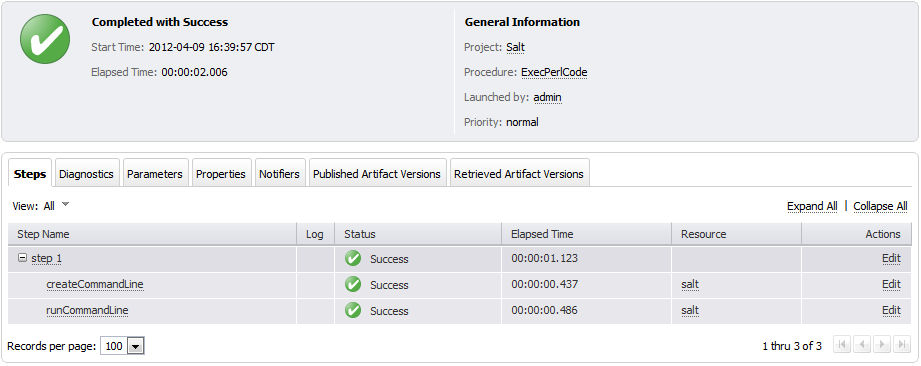 Completed with Success
Start Time: 2012-04-09 16:39:57 CDT
Elapsed Time: 00:00:02.006
General Information
Project: Salt
Procedure: ExecPerlCode
Launched by: admin
Priority: normal
Steps Diagnostics Parameters Properties Notifiers Published Artifact Versions Retrieved Artifact Versions
View: All Expand All | Collapse All
Step Name Log Status Elapsed Time Resource Actions
step 1 Success 00:00:01.123 Edit
createCommandLine Success 00:00:00.437 salt Edit
runCommandLine Success 00:00:00.486 salt Edit
Records per page: 100 1 thru 3 of 3